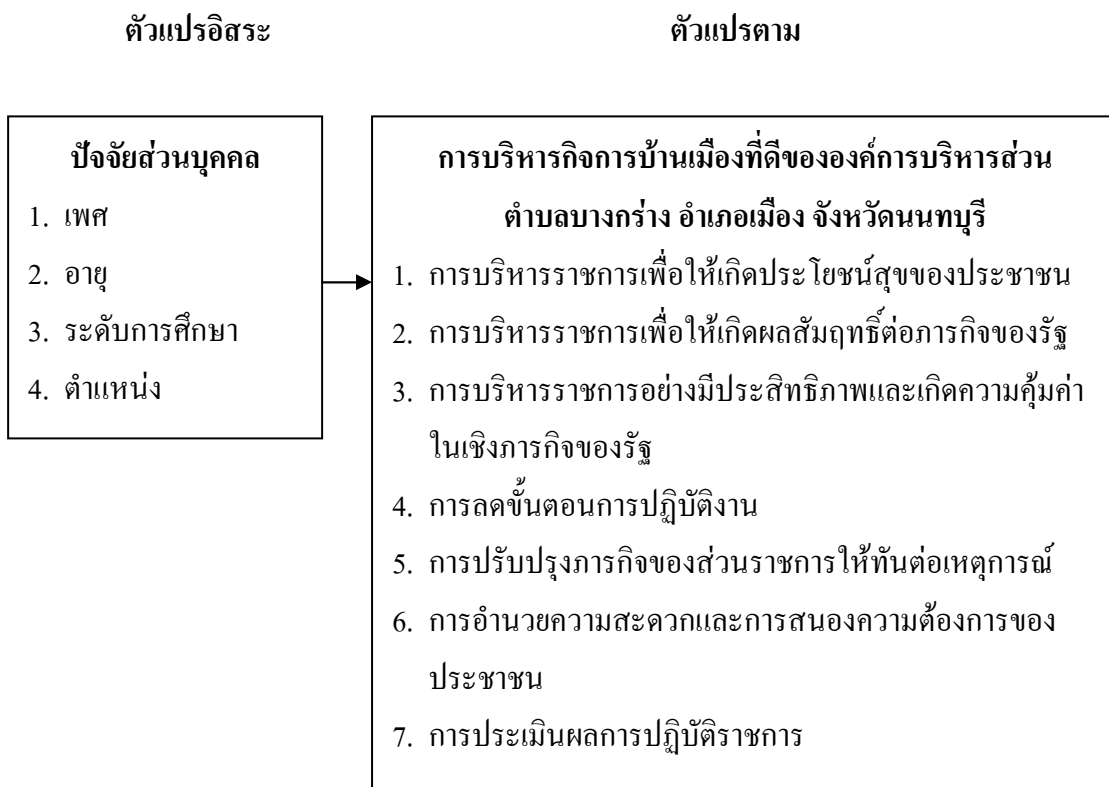 ตัวแปรอิสระ
ตัวแปรตาม
ปัจจัยส่วนบุคคล
1. เพศ
2. อายุ
3. ระดับการศึกษา
4. ตำแหน่ง
การบริหารกิจการบ้านเมืองที่ดีขององค์การบริหารส่วน
ตำบลบางกร่าง อำเภอเมือง จังหวัดนนทบุรี
1. การบริหารราชการเพื่อให้เกิดประโยชน์สุขของประชาชน
2. การบริหารราชการเพื่อให้เกิดผลสัมฤทธิ์ต่อภารกิจของรัฐ
3. การบริหารราชการอย่างมีประสิทธิภาพและเกิดความคุ้มค่า
ในเชิงภารกิจของรัฐ
4. การลดขั้นตอนการปฏิบัติงาน
5. การปรับปรุงภารกิจของส่วนราชการให้ทันต่อเหตุการณ์
6. การอำนวยความสะดวกและการสนองความต้องการของ
ประชาชน
7. การประเมินผลการปฏิบัติราชการ